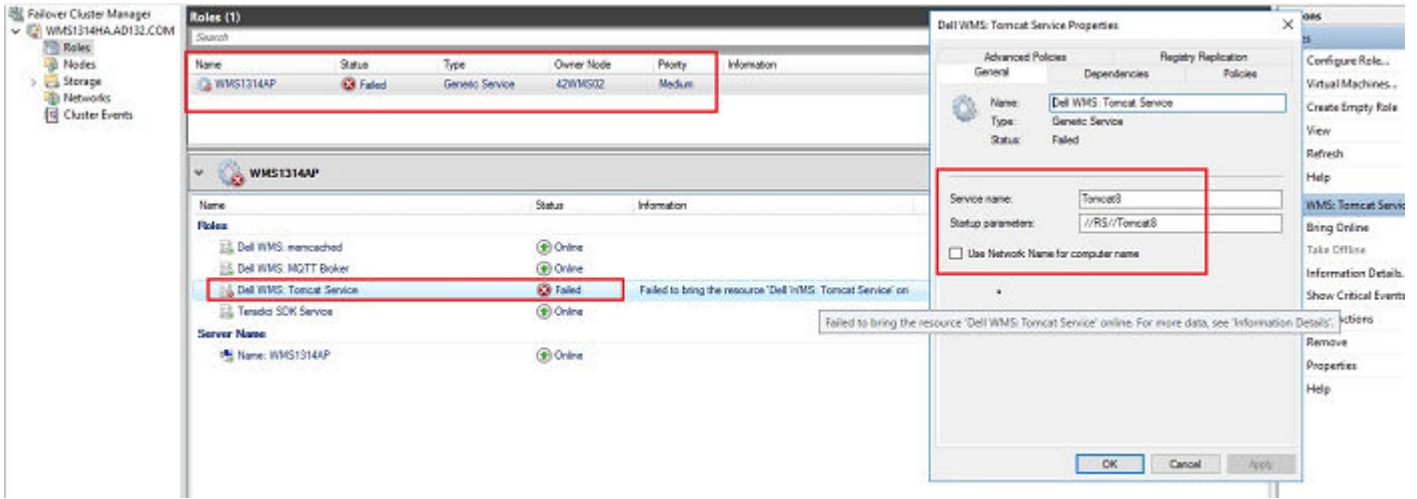 Failover Cluster Manager
WMS1314HA.AD132.COM
Roles
Nodes
Storage
Networks
Cluster Events
Roles (1)
Search
Name Status Type Owner Node Priority Information
WMS1314AP Failed Generic Service 42WMS02 Medium
WMS1314AP
Name Status Information
Roles
Dell WMS: memcached Online
Dell WMS: MQTT Broker Online
Dell WMS: Tomcat Service Failed Failed to bring the resource 'Dell WMS: Tomcat Service' on
Teradici SDK Service Online
Server Name
Name: WMS1314AP Online
Dell WMS: Tomcat Service Properties
Advanced Policies Registry Replication
General Dependencies Policies
Name: Dell WMS: Tomcat Service
Type: Generic Service
Status: Failed
Service name: Tomcat8
Startup parameters: //RS//Tomcat8
Use Network Name for computer name
Failed to bring the resource 'Dell WMS: Tomcat Service' online. For more data, see 'Information Details'.
OK Cancel Apply
Configure Role...
Virtual Machines...
Create Empty Role
View
Refresh
Help
WMS: Tomcat Servic
Bring Online
Take Offline
Information Details.
Show Critical Events
ctions
Remove
Properties
Help